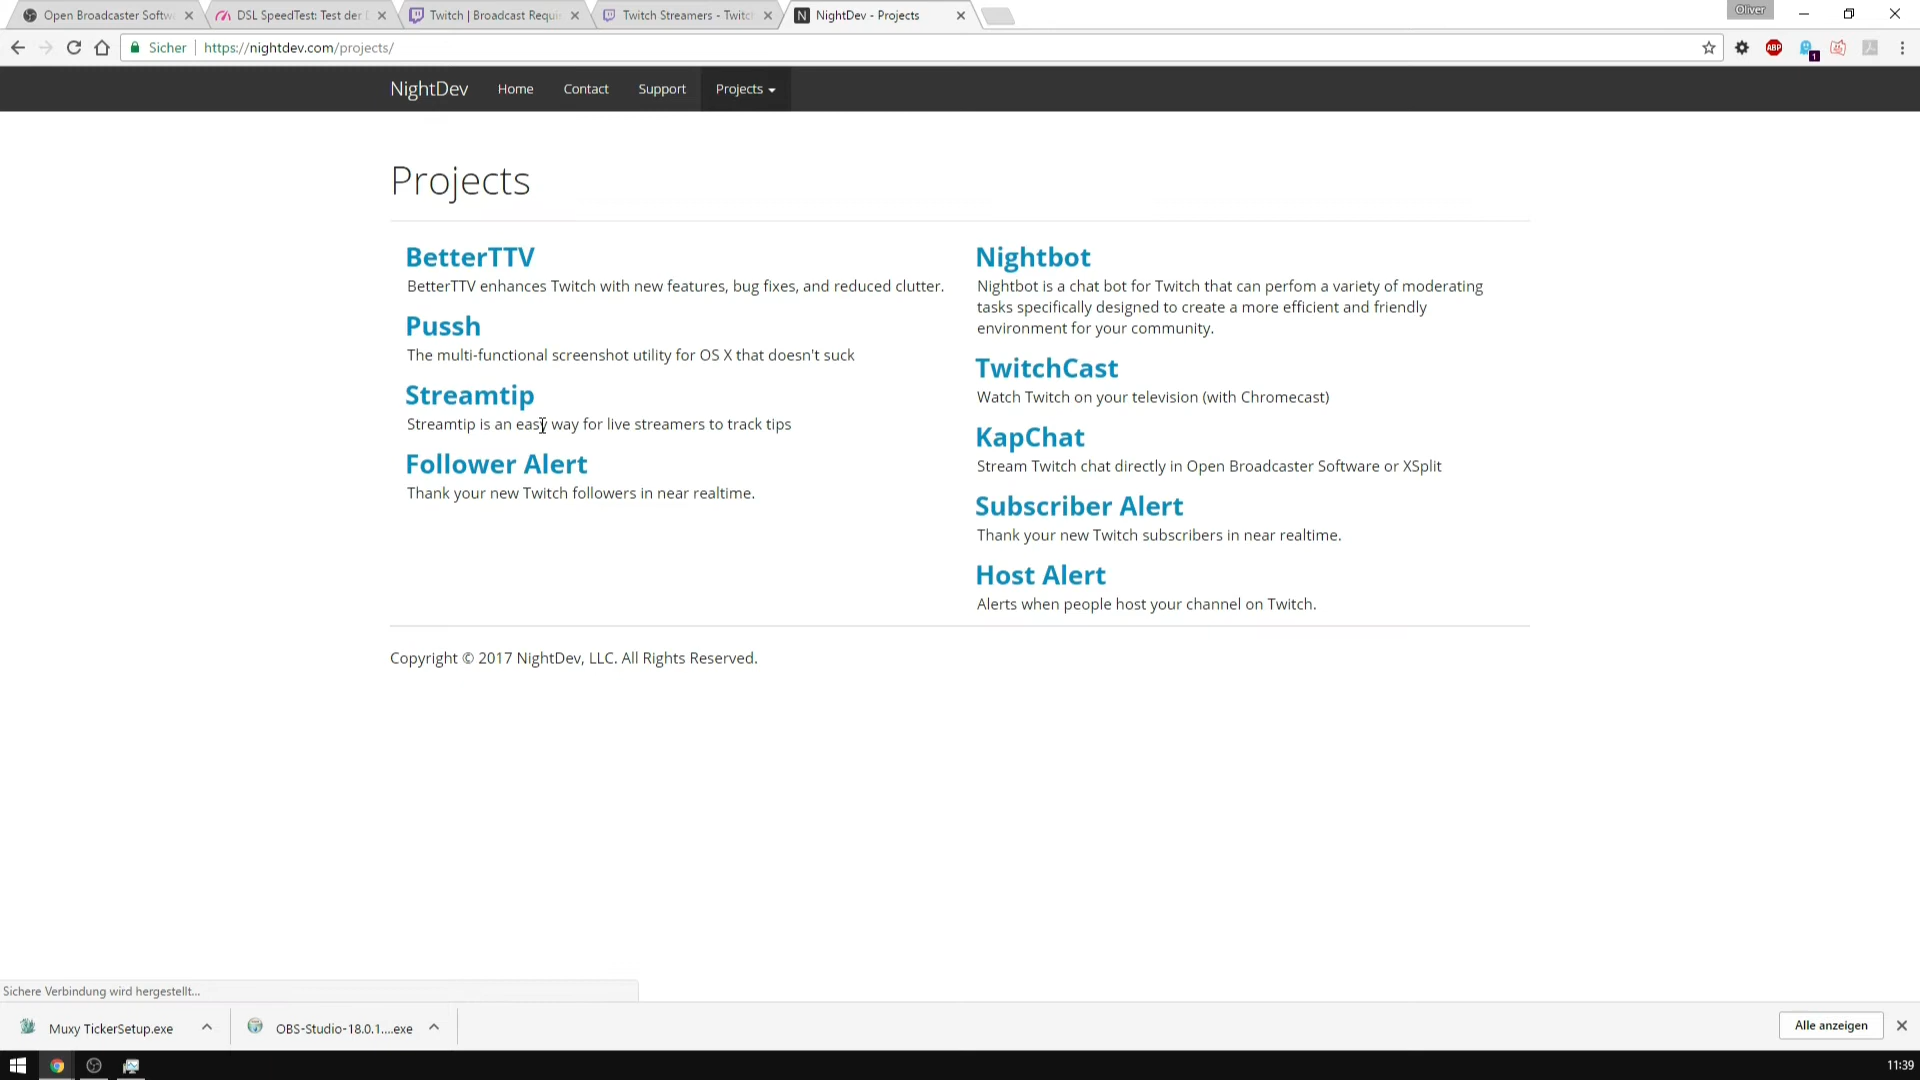 Open Broadcaster Softw
DSL SpeedTest: Test der D
Twitch | Broadcast Requi
Twitch Streamers - Twitc
NightDev - Projects
Oliver
Sicher
https://nightdev.com/projects/
ABP
1
NightDev
Home
Contact
Support
Projects
Projects
BetterTTV
BetterTTV enhances Twitch with new features, bug fixes, and reduced clutter.
Pussh
The multi-functional screenshot utility for OS X that doesn't suck
Streamtip
Streamtip is an easy way for live streamers to track tips
Follower Alert
Thank your new Twitch followers in near realtime.
Nightbot
Nightbot is a chat bot for Twitch that can perfom a variety of moderating
tasks specifically designed to create a more efficient and friendly
environment for your community.
TwitchCast
Watch Twitch on your television (with Chromecast)
KapChat
Stream Twitch chat directly in Open Broadcaster Software or XSplit
Subscriber Alert
Thank your new Twitch subscribers in near realtime.
Host Alert
Alerts when people host your channel on Twitch.
Copyright © 2017 NightDev, LLC. All Rights Reserved.
Sichere Verbindung wird hergestellt...
Muxy TickerSetup.exe
OBS-Studio-18.0.1....exe
Alle anzeigen
11:39